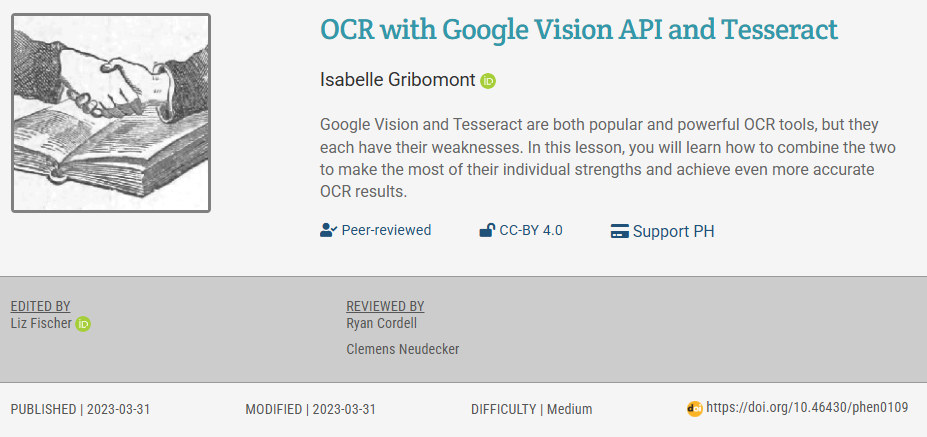 OCR with Google Vision API and Tesseract
Isabelle Gribomont iD
Google Vision and Tesseract are both popular and powerful OCR tools, but they
each have their weaknesses. In this lesson, you will learn how to combine the two
to make the most of their individual strengths and achieve even more accurate
OCR results.
Peer-reviewed CC-BY 4.0 Support PH
EDITED BY
Liz Fischer iD
REVIEWED BY
Ryan Cordell
Clemens Neudecker
PUBLISHED | 2023-03-31 MODIFIED | 2023-03-31 DIFFICULTY | Medium doi https://doi.org/10.46430/phen0109